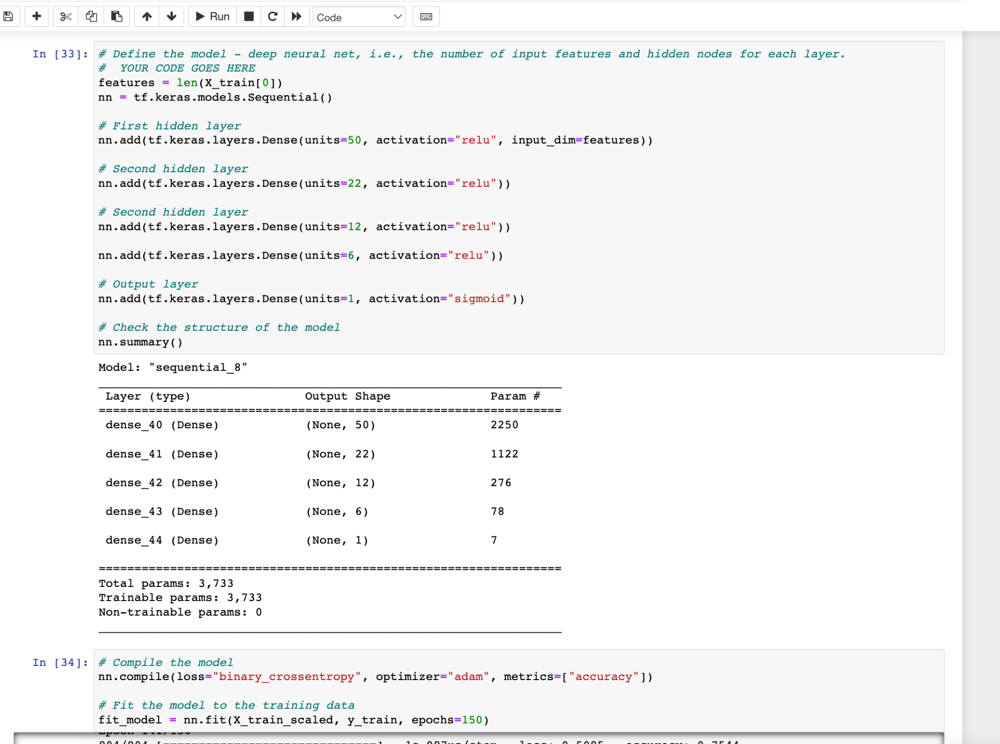 Run
Code
In [33]:
# Define the model - deep neural net, i.e., the number of input features and hidden nodes for each layer.
#  YOUR CODE GOES HERE
features = len(X_train[0])
nn = tf.keras.models.Sequential()
# First hidden layer
nn.add(tf.keras.layers.Dense(units=50, activation="relu", input_dim=features))
# Second hidden layer
nn.add(tf.keras.layers.Dense(units=22, activation="relu"))
# Second hidden layer
nn.add(tf.keras.layers.Dense(units=12, activation="relu"))
nn.add(tf.keras.layers.Dense(units=6, activation="relu"))
# Output layer
nn.add(tf.keras.layers.Dense(units=1, activation="sigmoid"))
# Check the structure of the model
nn.summary()
Model: "sequential_8"
Layer (type) Output Shape Param #
=================================================================
dense_40 (Dense) (None, 50) 2250
dense_41 (Dense) (None, 22) 1122
dense_42 (Dense) (None, 12) 276
dense_43 (Dense) (None, 6) 78
dense_44 (Dense) (None, 1) 7
=================================================================
Total params: 3,733
Trainable params: 3,733
Non-trainable params: 0
In [34]:
# Compile the model
nn.compile(loss="binary_crossentropy", optimizer="adam", metrics=["accuracy"])
# Fit the model to the training data
fit_model = nn.fit(X_train_scaled, y_train, epochs=150)